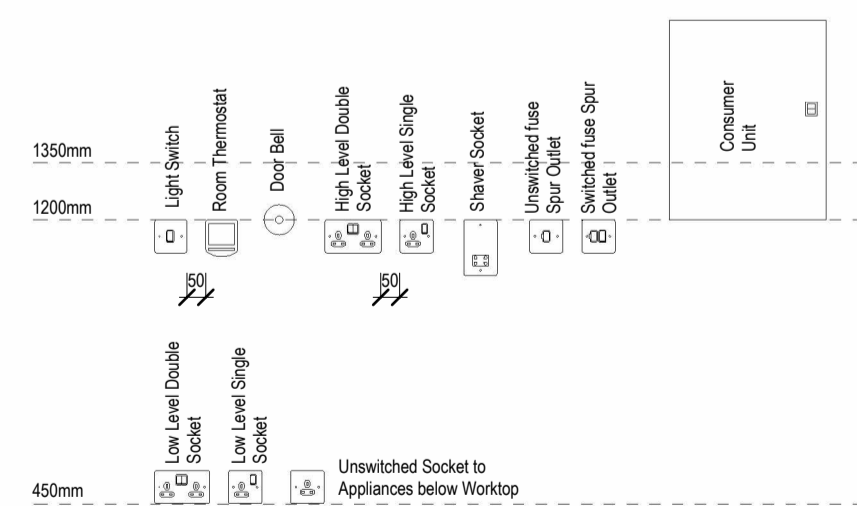 1350mm
1200mm
450mm
Light Switch
Room Thermostat
Door Bell
High Level Double
Socket
High Level Single
Socket
Shaver Socket
Unswitched fuse
Spur Outlet
Switched fuse Spur
Outlet
Consumer
Unit
50
50
Low Level Double
Socket
Low Level Single
Socket
Unswitched Socket to
Appliances below Worktop